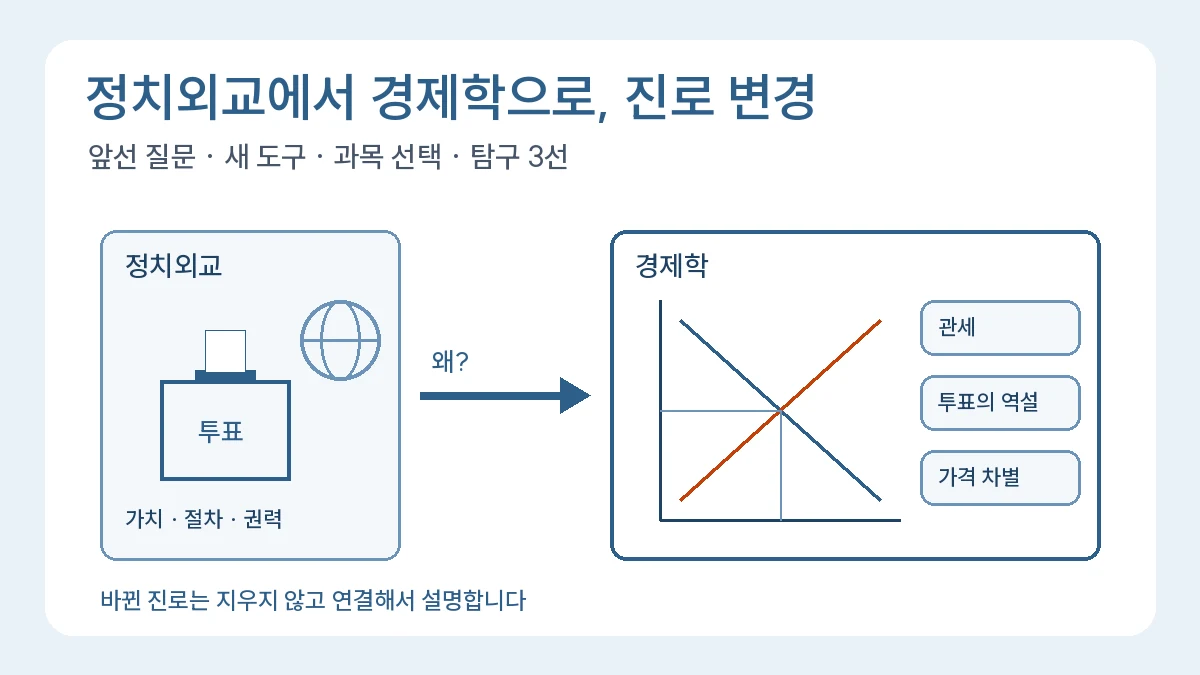 정치외교에서 경제학으로, 진로 변경
앞선 질문 · 새 도구 · 과목 선택 · 탐구 3선
정치외교
투표
가치 · 절차 · 권력
왜?
경제학
관세
투표의 역설
가격 차별
바뀐 진로는 지우지 않고 연결해서 설명합니다